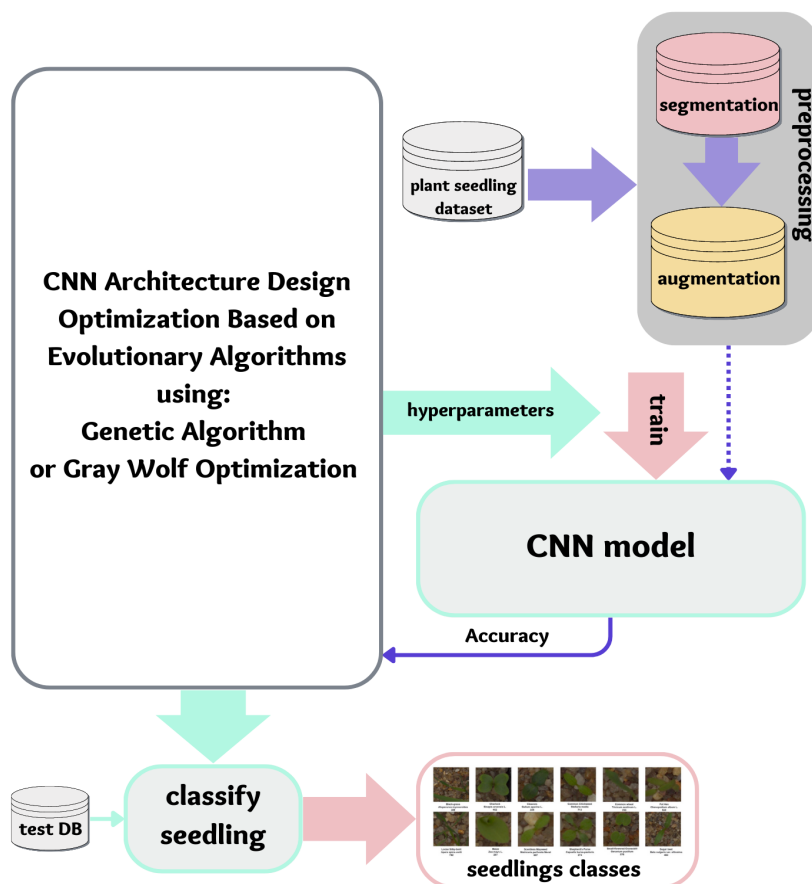 segmentation
preprocessing
plant seedling
dataset
augmentation
CNN Architecture Design
Optimization Based on
Evolutionary Algorithms
using:
Genetic Algorithm
or Gray Wolf Optimization
hyperparameters
train
CNN model
Accuracy
test DB
classify
seedling
seedlings classes